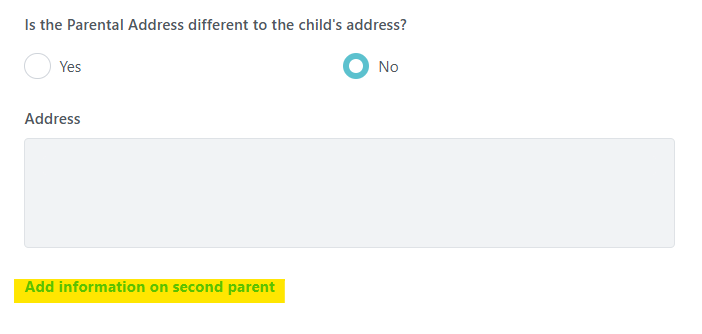 Is the Parental Address different to the child's address?
Yes
No
Address
Add information on second parent